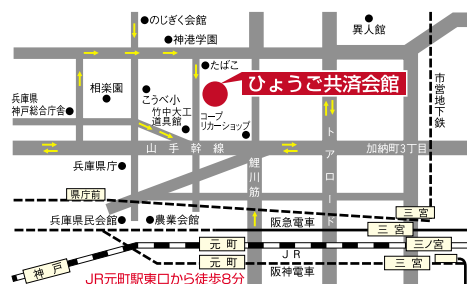 のじぎく会館
神港学園
異人館
たばこ
ひょうご共済会館
相楽園
こうべ小
兵庫県
神戸総合庁舎
竹中大工
道具館
コープ
リカーショップ
市営地下鉄
山手幹線
トアロード
加納町3丁目
兵庫県庁
鯉川筋
県庁前
兵庫県民会館
農業会館
三宮
阪急電車
三宮
元町
JR
三ノ宮
神戸
元町
阪神電車
三宮
JR元町駅東口から徒歩8分